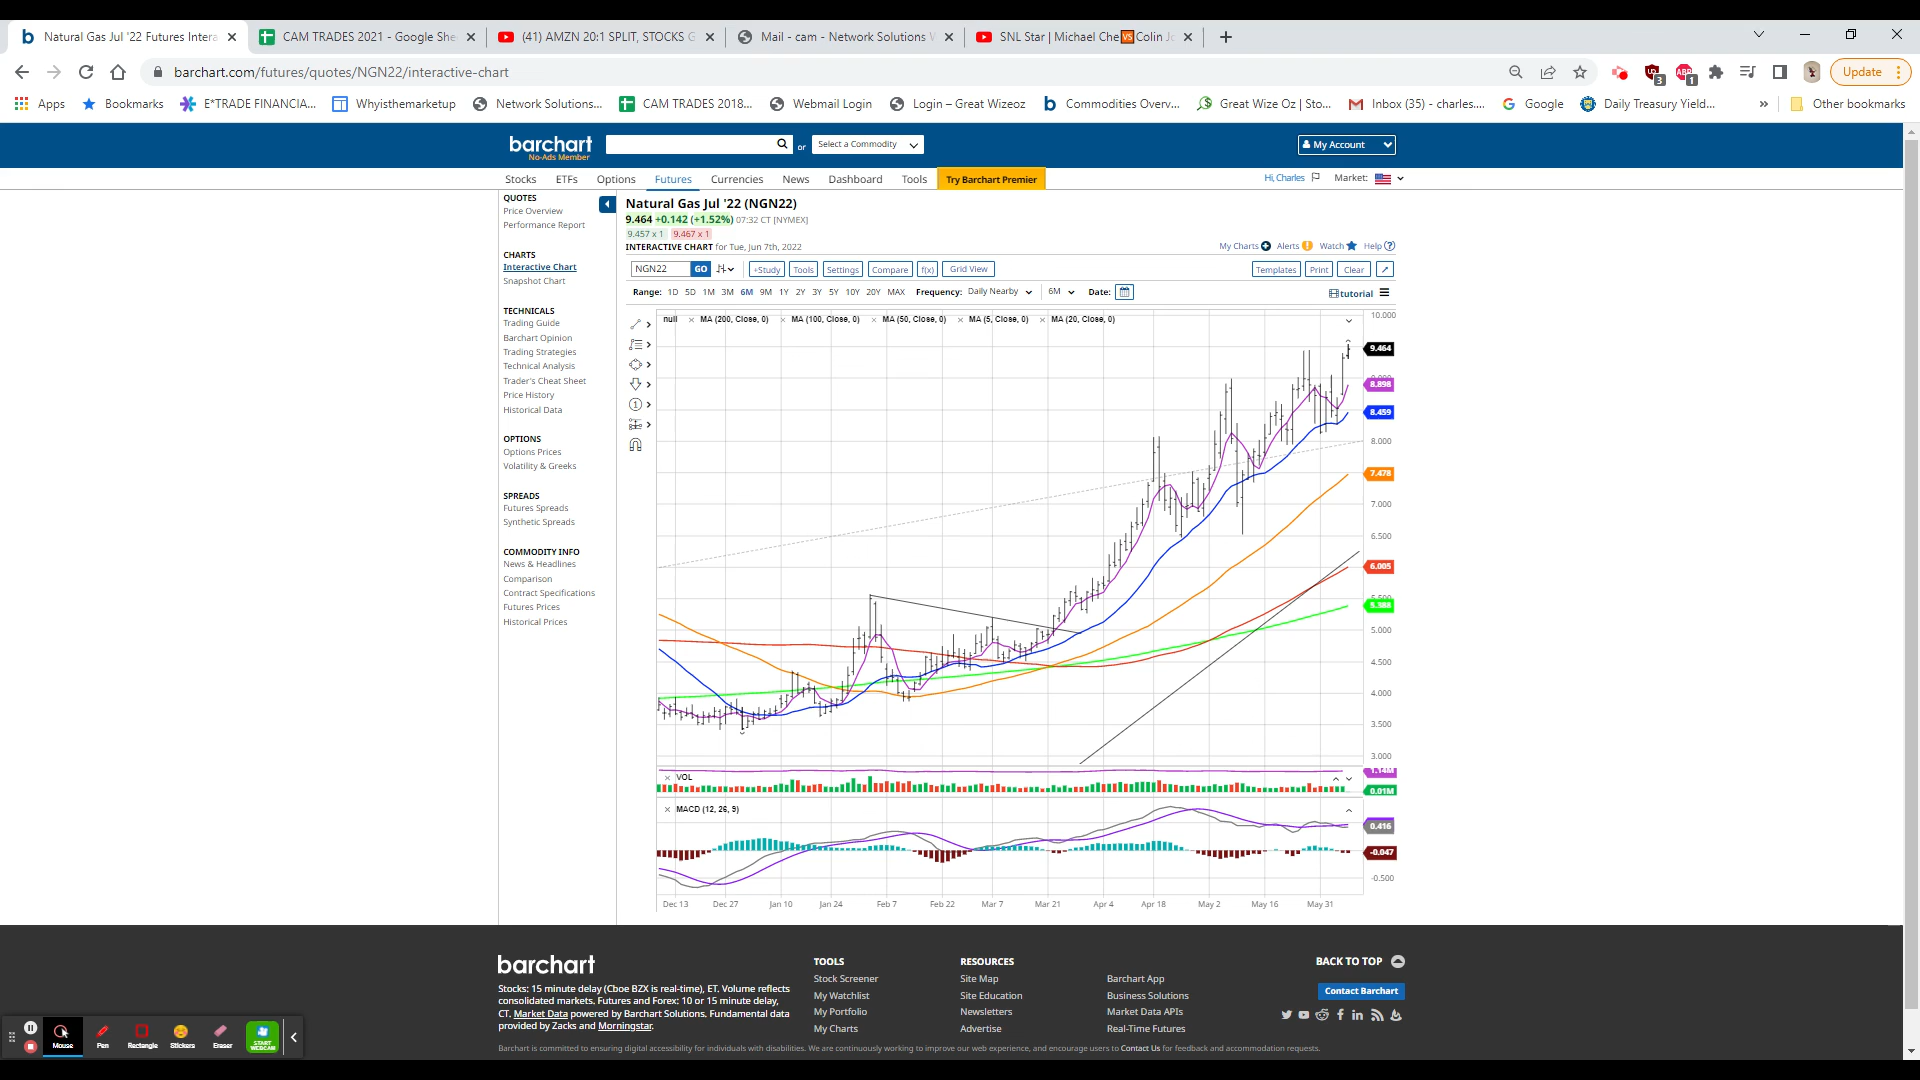 Natural Gas Jul '22 Futures Intera
CAM TRADES 2021 - Google She
(41) AMZN 20:1 SPLIT, STOCKS G
Mail - cam - Network Solutions W
SNL Star | Michael Che VS Colin Jo
barchart.com/futures/quotes/NGN22/interactive-chart
3
1
Update
Apps
Bookmarks
E*TRADE FINANCIA...
Whyisthemarketup
Network Solutions...
CAM TRADES 2018...
Webmail Login
Login – Great Wizeoz
Commodities Overv...
Great Wize Oz | Sto...
Inbox (35) - charles....
Google
Daily Treasury Yield...
»
Other bookmarks
barchart
No-Ads Member
or
Select a Commodity
My Account
Stocks
ETFs
Options
Futures
Currencies
News
Dashboard
Tools
Try Barchart Premier
Hi, Charles
Market:
QUOTES
Price Overview
Performance Report
CHARTS
Interactive Chart
Snapshot Chart
TECHNICALS
Trading Guide
Barchart Opinion
Trading Strategies
Technical Analysis
Trader's Cheat Sheet
Price History
Historical Data
OPTIONS
Options Prices
Volatility & Greeks
SPREADS
Futures Spreads
Synthetic Spreads
COMMODITY INFO
News & Headlines
Comparison
Contract Specifications
Futures Prices
Historical Prices
Natural Gas Jul '22 (NGN22)
9.464 +0.142 (+1.52%) 07:32 CT [NYMEX]
9.457 x 1 9.467 x 1
INTERACTIVE CHART for Tue, Jun 7th, 2022
My Charts
Alerts
Watch
Help
NGN22
GO
+Study
Tools
Settings
Compare
f(x)
Grid View
Templates
Print
Clear
Range: 1D 5D 1M 3M 6M 9M 1Y 2Y 3Y 5Y 10Y 20Y MAX Frequency: Daily Nearby 6M Date:
tutorial
null × MA (200, Close, 0) × MA (100, Close, 0) × MA (50, Close, 0) × MA (5, Close, 0) × MA (20, Close, 0)
10.000
9.464
9.000
8.898
8.459
8.000
7.478
7.000
6.500
6.005
5.500
5.388
5.000
4.500
4.000
3.500
3.000
× VOL
1.14M
0.01M
× MACD (12, 26, 9)
0.416
-0.047
-0.500
Dec 13 Dec 27 Jan 10 Jan 24 Feb 7 Feb 22 Mar 7 Mar 21 Apr 4 Apr 18 May 2 May 16 May 31
barchart
Stocks: 15 minute delay (Cboe BZX is real-time), ET. Volume reflects
consolidated markets. Futures and Forex: 10 or 15 minute delay,
CT. Market Data powered by Barchart Solutions. Fundamental data
provided by Zacks and Morningstar.
TOOLS
Stock Screener
My Watchlist
My Portfolio
My Charts
RESOURCES
Site Map
Site Education
Newsletters
Advertise
Barchart App
Business Solutions
Market Data APIs
Real-Time Futures
BACK TO TOP
Contact Barchart
Barchart is committed to ensuring digital accessibility for individuals with disabilities. We are continuously working to improve our web experience, and encourage users to Contact Us for feedback and accommodation requests.
Mouse
Pen
Rectangle
Stickers
Eraser
START
WEBCAM